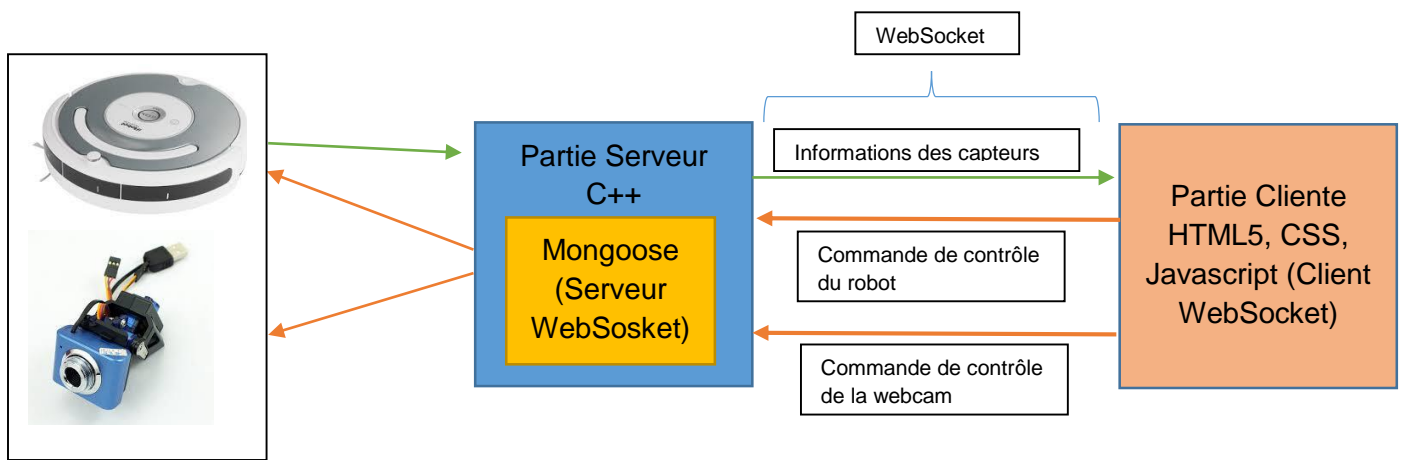 WebSocket
Partie Serveur
C++
Mongoose
(Serveur
WebSosket)
Informations des capteurs
Commande de contrôle
du robot
Commande de contrôle
de la webcam
Partie Cliente
HTML5, CSS,
Javascript (Client
WebSocket)